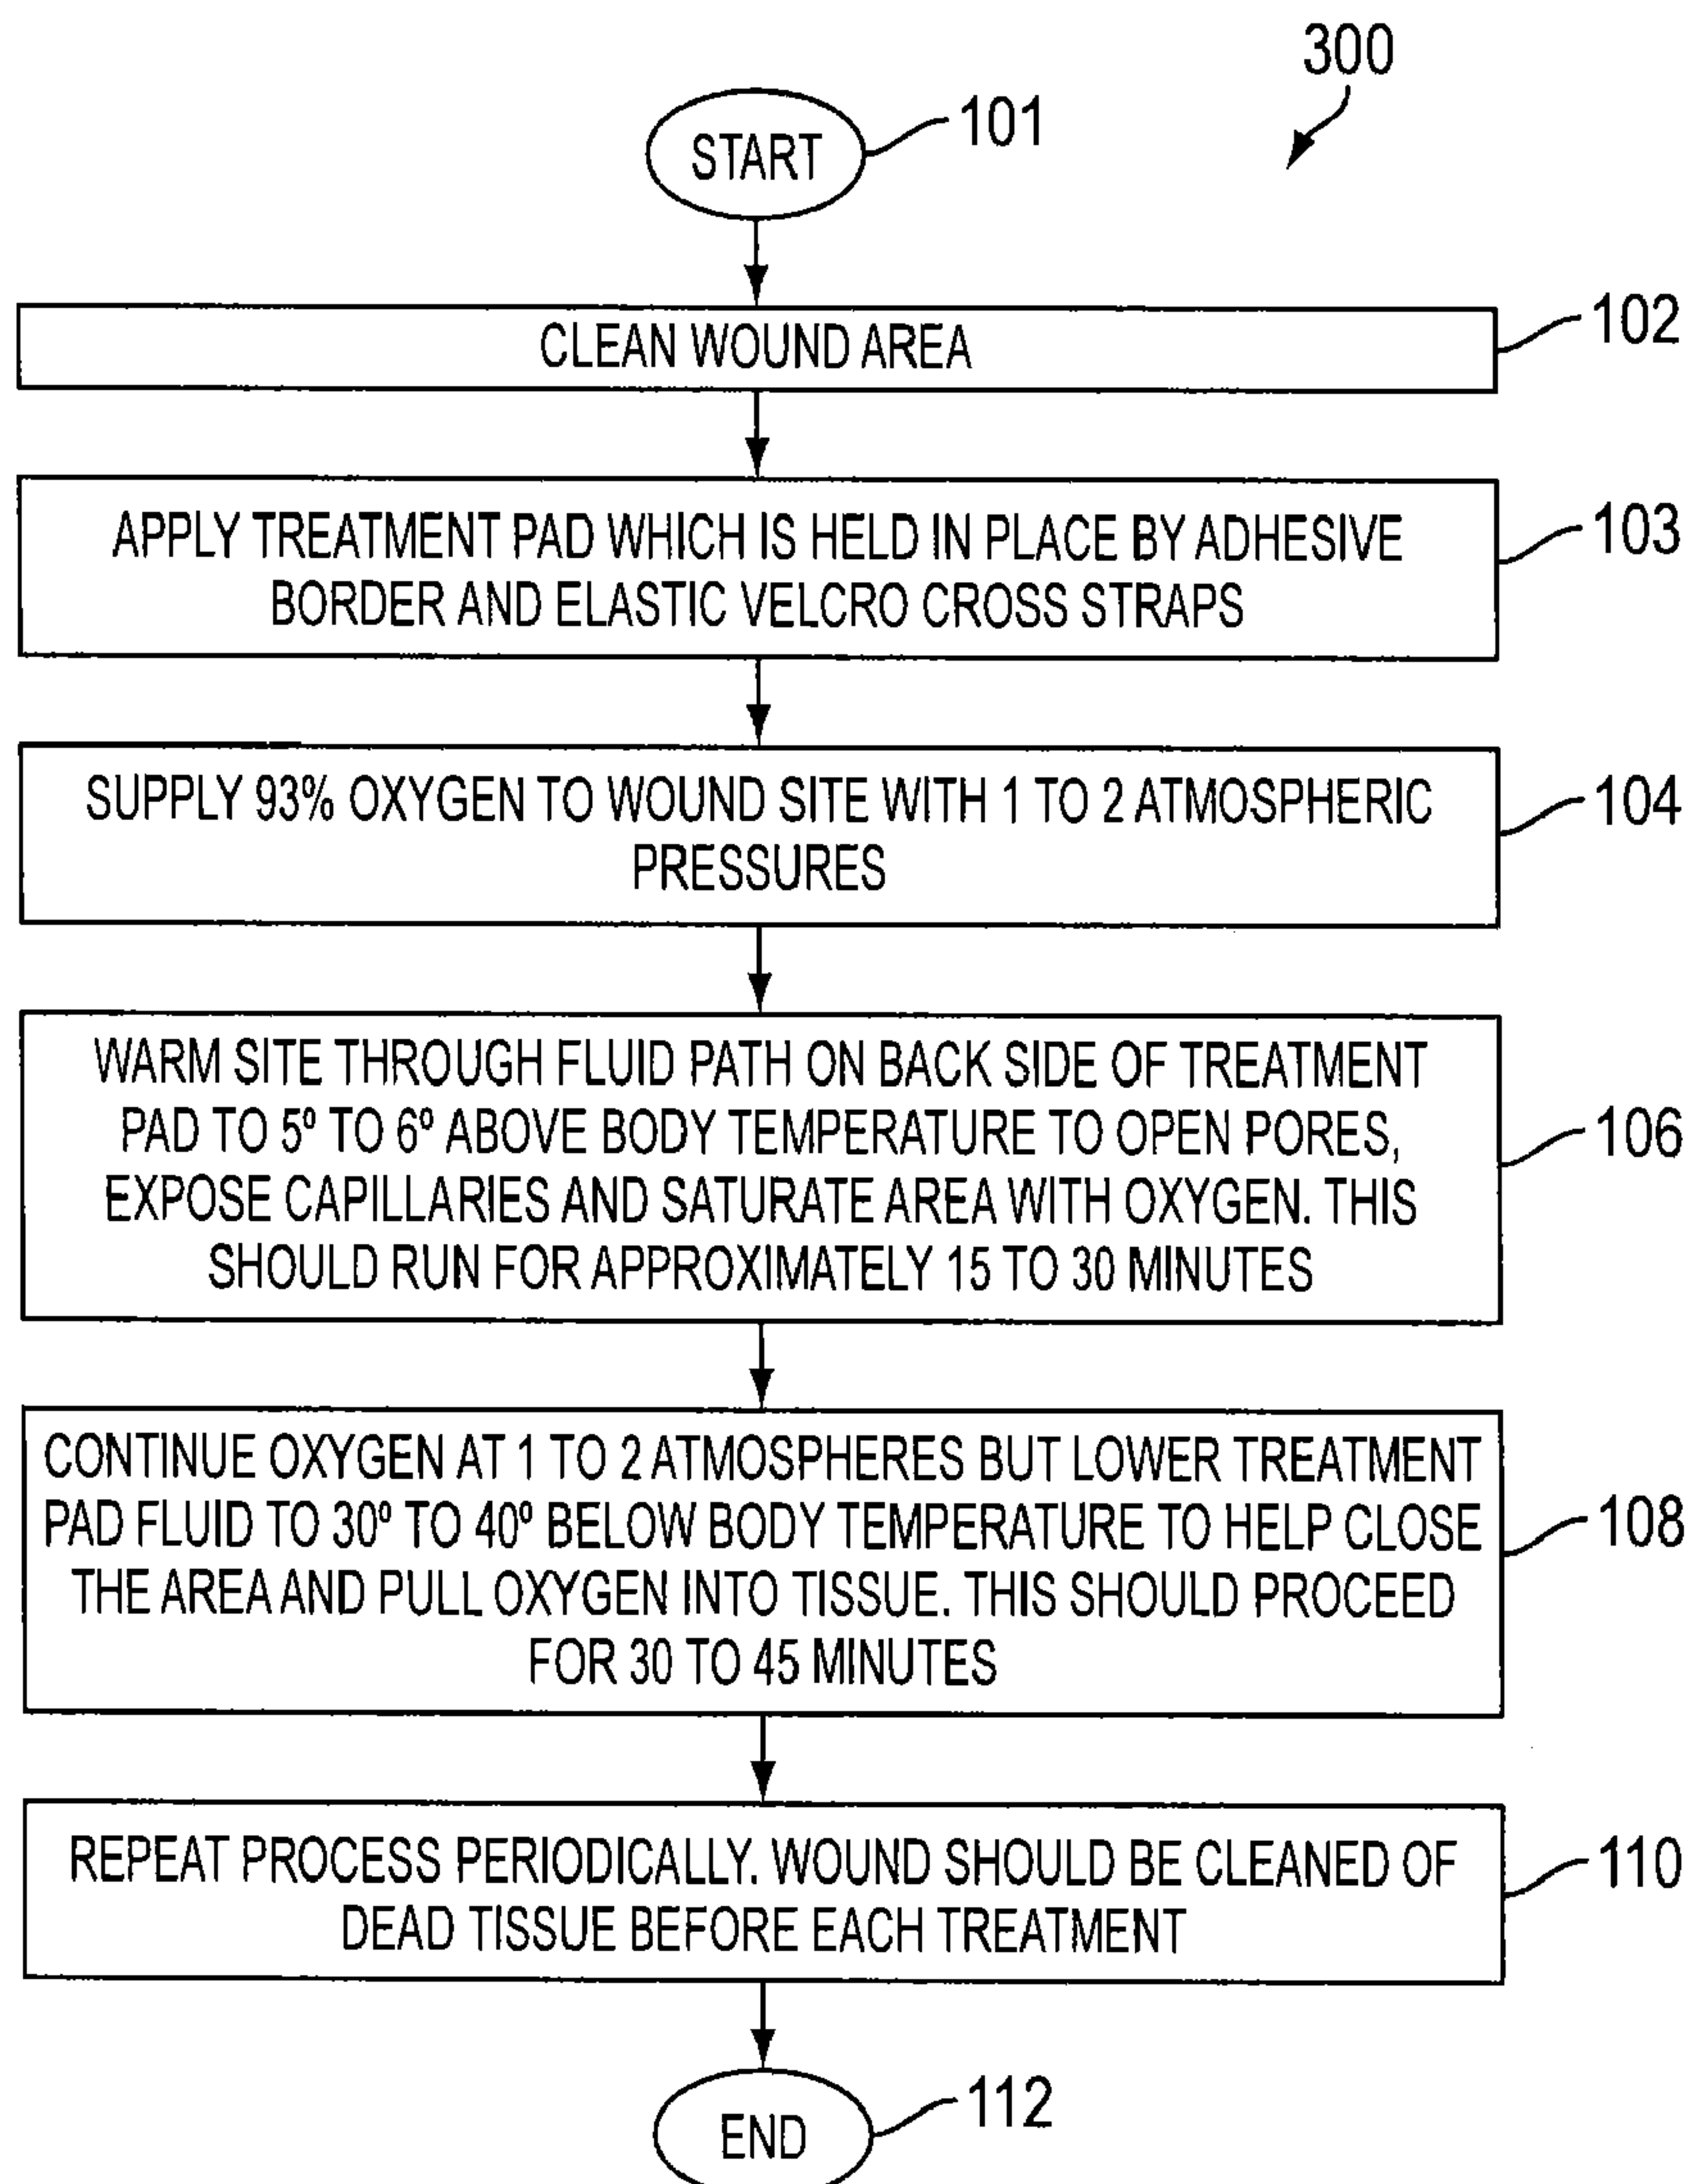 300
START
101
CLEAN WOUND AREA
102
APPLY TREATMENT PAD WHICH IS HELD IN PLACE BY ADHESIVE
BORDER AND ELASTIC VELCRO CROSS STRAPS
103
SUPPLY 93% OXYGEN TO WOUND SITE WITH 1 TO 2 ATMOSPHERIC
PRESSURES
104
WARM SITE THROUGH FLUID PATH ON BACK SIDE OF TREATMENT
PAD TO 5º TO 6º ABOVE BODY TEMPERATURE TO OPEN PORES,
EXPOSE CAPILLARIES AND SATURATE AREA WITH OXYGEN. THIS
SHOULD RUN FOR APPROXIMATELY 15 TO 30 MINUTES
106
CONTINUE OXYGEN AT 1 TO 2 ATMOSPHERES BUT LOWER TREATMENT
PAD FLUID TO 30º TO 40º BELOW BODY TEMPERATURE TO HELP CLOSE
THE AREA AND PULL OXYGEN INTO TISSUE. THIS SHOULD PROCEED
FOR 30 TO 45 MINUTES
108
REPEAT PROCESS PERIODICALLY. WOUND SHOULD BE CLEANED OF
DEAD TISSUE BEFORE EACH TREATMENT
110
END
112